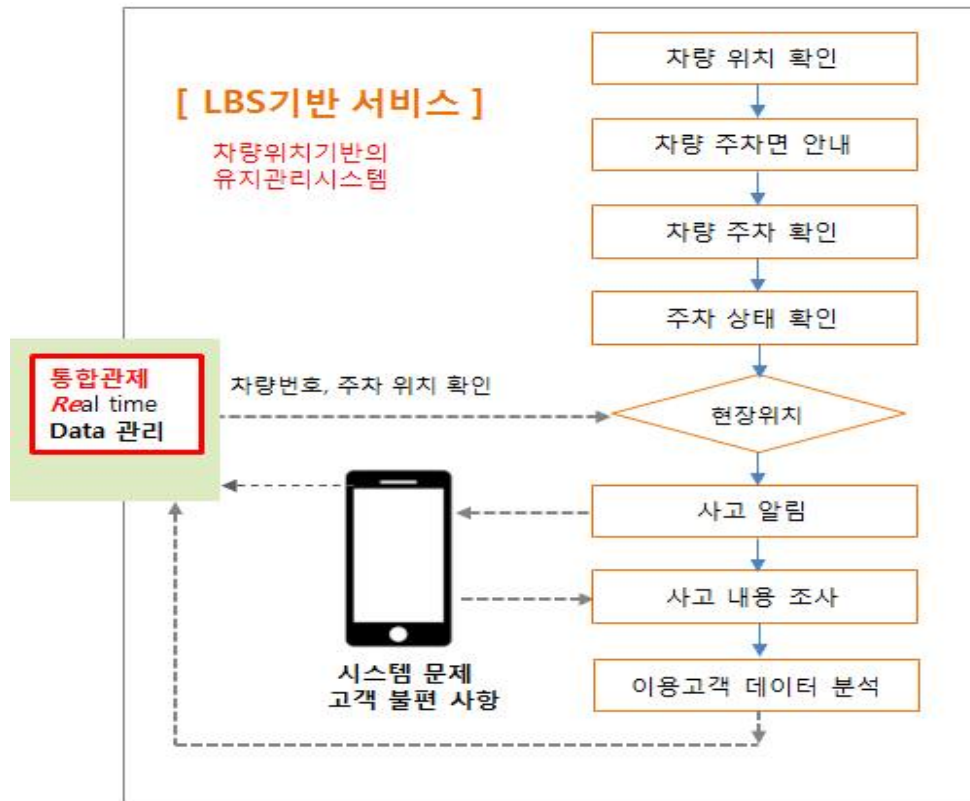 [ LBS기반 서비스 ]
차량위치기반의
유지관리시스템
차량 위치 확인
차량 주차면 안내
차량 주차 확인
주차 상태 확인
통합관제
Real time
Data 관리
차량번호, 주차 위치 확인
현장위치
사고 알림
사고 내용 조사
시스템 문제
고객 불편 사항
이용고객 데이터 분석